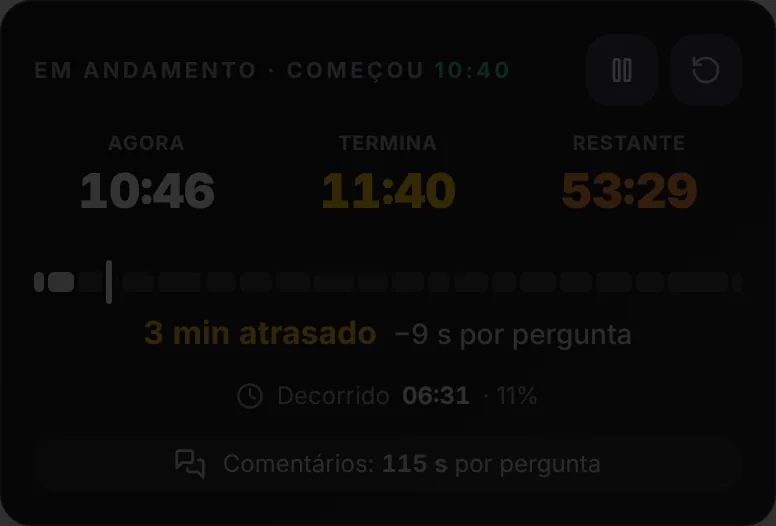 EM ANDAMENTO · COMEÇOU 10:40
AGORA TERMINA RESTANTE
10:46 11:40 53:29
3 min atrasado −9 s por pergunta
Decorrido 06:31 · 11%
Comentários: 115 s por pergunta